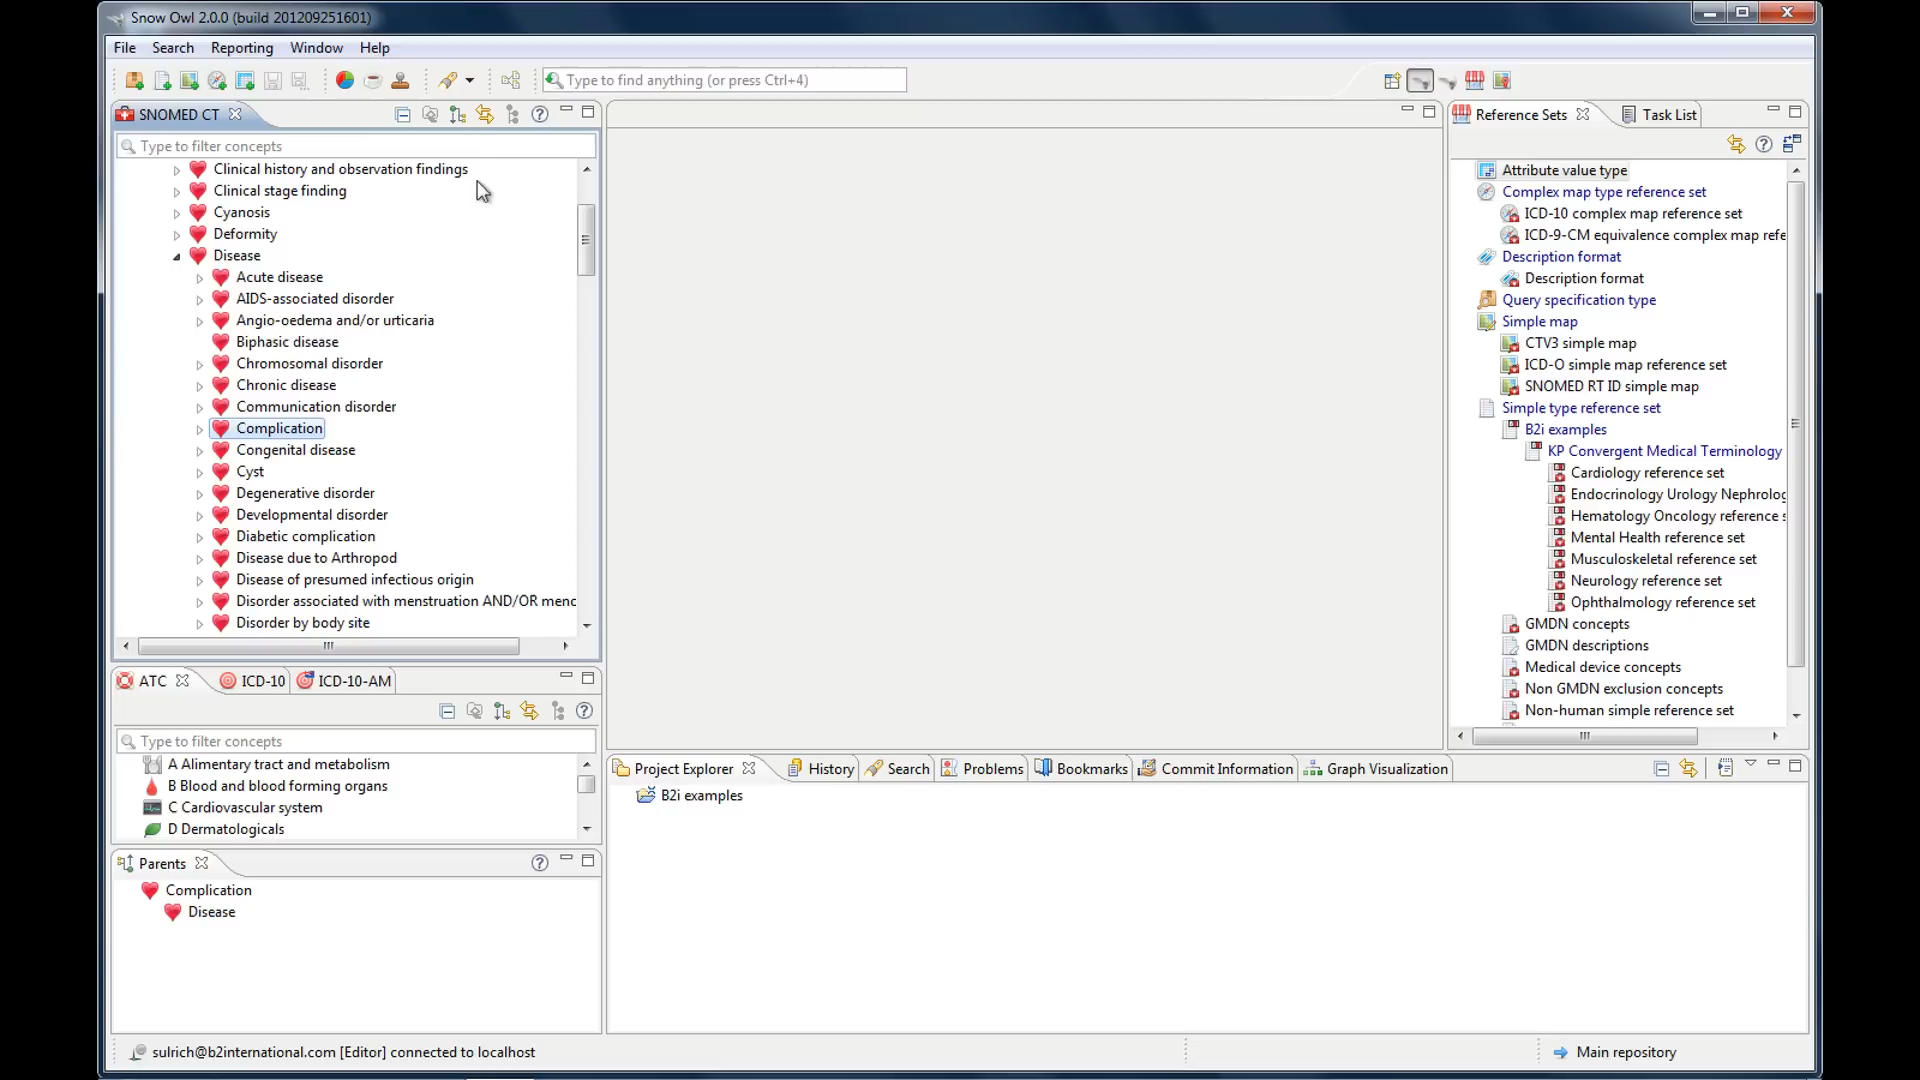 Snow Owl 2.0.0 (build 201209251601)
File Search Reporting Window Help
Type to find anything (or press Ctrl+4)
SNOMED CT
Type to filter concepts
Clinical history and observation findings
Clinical stage finding
Cyanosis
Deformity
Disease
Acute disease
AIDS-associated disorder
Angio-oedema and/or urticaria
Biphasic disease
Chromosomal disorder
Chronic disease
Communication disorder
Complication
Congenital disease
Cyst
Degenerative disorder
Developmental disorder
Diabetic complication
Disease due to Arthropod
Disease of presumed infectious origin
Disorder associated with menstruation AND/OR menc
Disorder by body site
ATC ICD-10 ICD-10-AM
Type to filter concepts
A Alimentary tract and metabolism
B Blood and blood forming organs
C Cardiovascular system
D Dermatologicals
Parents
Complication
Disease
Project Explorer History Search Problems Bookmarks Commit Information Graph Visualization
B2i examples
Reference Sets Task List
Attribute value type
Complex map type reference set
ICD-10 complex map reference set
ICD-9-CM equivalence complex map refe
Description format
Description format
Query specification type
Simple map
CTV3 simple map
ICD-O simple map reference set
SNOMED RT ID simple map
Simple type reference set
B2i examples
KP Convergent Medical Terminology
Cardiology reference set
Endocrinology Urology Nephrolog
Hematology Oncology reference s
Mental Health reference set
Musculoskeletal reference set
Neurology reference set
Ophthalmology reference set
GMDN concepts
GMDN descriptions
Medical device concepts
Non GMDN exclusion concepts
Non-human simple reference set
sulrich@b2international.com [Editor] connected to localhost
Main repository